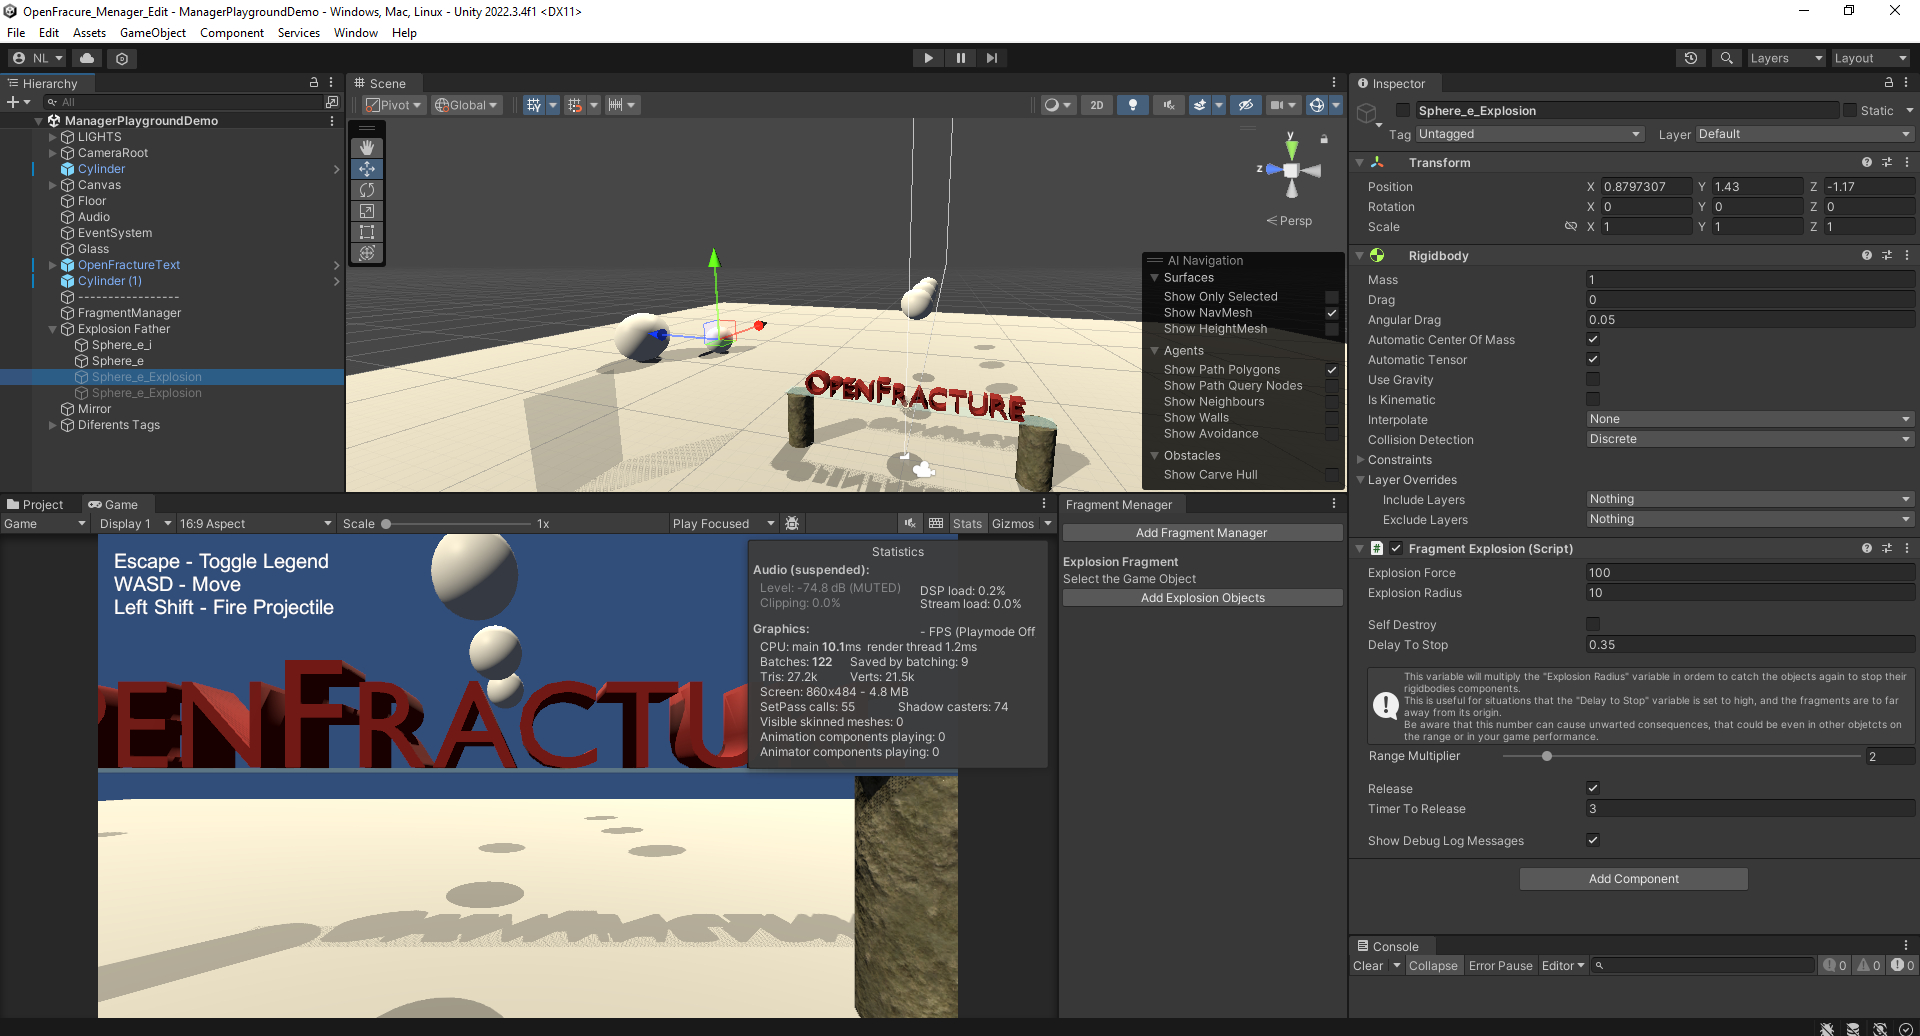 OpenFracure_Menager_Edit - ManagerPlaygroundDemo - Windows, Mac, Linux - Unity 2022.3.4f1 <DX11>
File Edit Assets GameObject Component Services Window Help
NL
Layers
Layout
Hierarchy
All
ManagerPlaygroundDemo
LIGHTS
CameraRoot
Cylinder
Canvas
Floor
Audio
EventSystem
Glass
OpenFractureText
Cylinder (1)
-----------------
FragmentManager
Explosion Father
Sphere_e_i
Sphere_e
Sphere_e_Explosion
Sphere_e_Explosion
Mirror
Diferents Tags
Scene
Pivot
Global
2D
y
z
Persp
OPENFRACTURE
AI Navigation
Surfaces
Show Only Selected
Show NavMesh
Show HeightMesh
Agents
Show Path Polygons
Show Path Query Nodes
Show Neighbours
Show Walls
Show Avoidance
Obstacles
Show Carve Hull
Project
Game
Game
Display 1
16:9 Aspect
Scale
1x
Play Focused
Stats
Gizmos
Escape - Toggle Legend
WASD - Move
Left Shift - Fire Projectile
ENFRACTU
Statistics
Audio (suspended):
Level: -74.8 dB (MUTED)
DSP load: 0.2%
Clipping: 0.0%
Stream load: 0.0%
Graphics:
- FPS (Playmode Off
CPU: main 10.1ms render thread 1.2ms
Batches: 122 Saved by batching: 9
Tris: 27.2k Verts: 21.5k
Screen: 860x484 - 4.8 MB
SetPass calls: 55 Shadow casters: 74
Visible skinned meshes: 0
Animation components playing: 0
Animator components playing: 0
Fragment Menager
Add Fragment Manager
Explosion Fragment
Select the Game Object
Add Explosion Objects
Inspector
Sphere_e_Explosion
Static
Tag Untagged
Layer Default
Transform
Position X 0.8797307 Y 1.43 Z -1.17
Rotation X 0 Y 0 Z 0
Scale X 1 Y 1 Z 1
Rigidbody
Mass 1
Drag 0
Angular Drag 0.05
Automatic Center Of Mass
Automatic Tensor
Use Gravity
Is Kinematic
Interpolate None
Collision Detection Discrete
Constraints
Layer Overrides
Include Layers Nothing
Exclude Layers Nothing
# Fragment Explosion (Script)
Explosion Force 100
Explosion Radius 10
Self Destroy
Delay To Stop 0.35
This variable will multiply the "Explosion Radius" variable in ordem to catch the objects again to stop their
rigidbodies components.
This is useful for situations that the "Delay to Stop" variable is set to high, and the fragments are to far
away from its origin.
Be aware that this number can cause unwarted consequences, that could be even in other objetcts on
the range or in your game performance.
Range Multiplier 2
Release
Timer To Release 3
Show Debug Log Messages
Add Component
Console
Clear Collapse Error Pause Editor 0 0 0